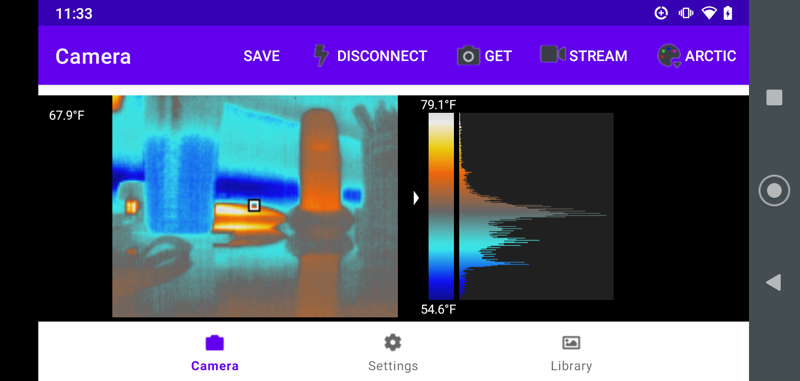 11:33
Camera
SAVE
DISCONNECT
GET
STREAM
ARCTIC
67.9°F
79.1°F
54.6°F
Camera
Settings
Library